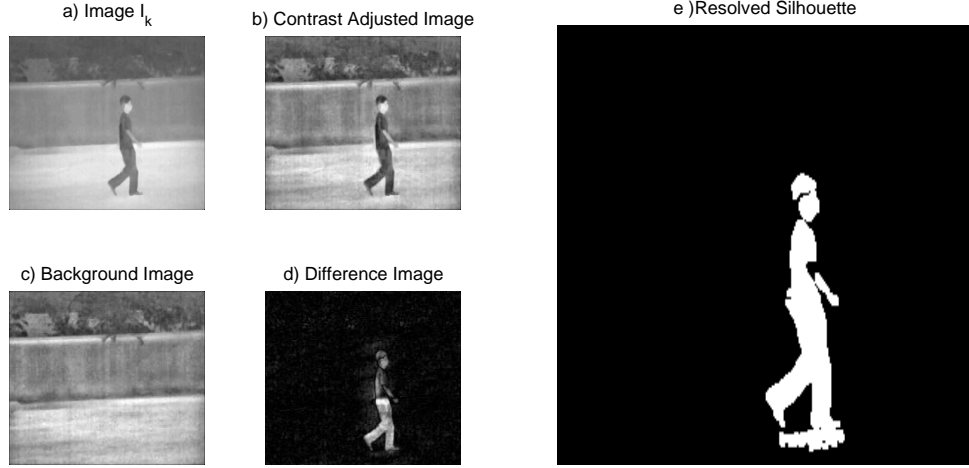 a) Image I_k
b) Contrast Adjusted Image
e )Resolved Silhouette
c) Background Image
d) Difference Image